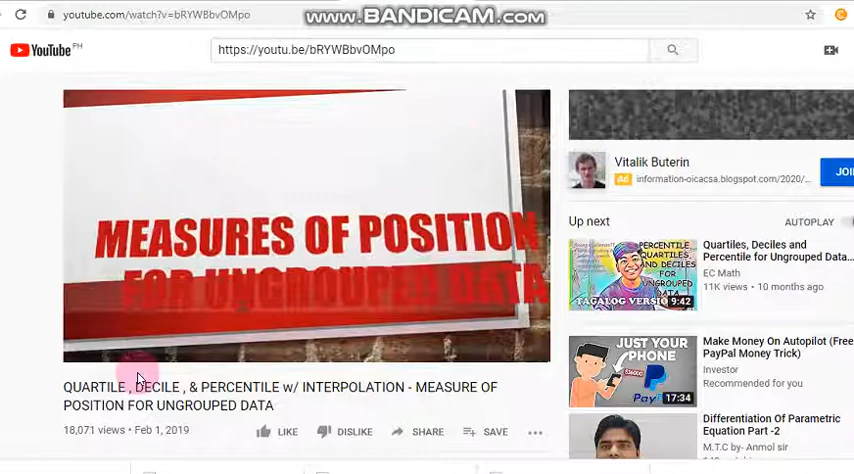 youtube.com/watch?v=bRYWBbvOMpo
www.BANDICAM.com
YouTube PH
https://youtu.be/bRYWBbvOMpo
MEASURES OF POSITION
FOR UNGROUPED DATA
QUARTILE , DECILE , & PERCENTILE w/ INTERPOLATION - MEASURE OF
POSITION FOR UNGROUPED DATA
18,071 views • Feb 1, 2019
LIKE
DISLIKE
SHARE
SAVE
Vitalik Buterin
Ad
information-oicacsa.blogspot.com/2020/...
JOI
Up next
AUTOPLAY
PERCENTILE
QUARTILES,
AND DECILES
FOR
UNGROUPED
DATA
TAGALOG VERSIO
9:42
Quartiles, Deciles and
Percentile for Ungrouped Data...
EC Math
11K views • 10 months ago
JUST YOUR
PHONE
$36000
Pay
17:34
Make Money On Autopilot (Free
PayPal Money Trick)
Investor
Recommended for you
Differentiation Of Parametric
Equation Part -2
M.T.C by- Anmol sir